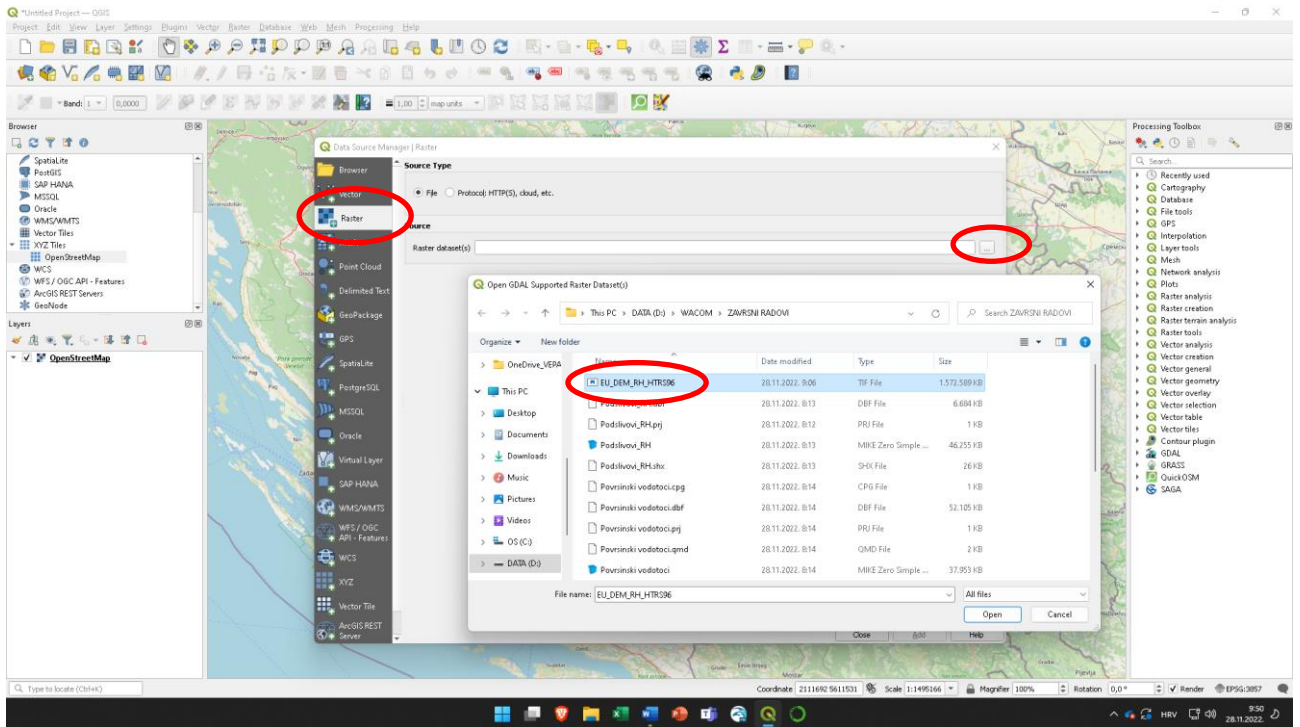 *Untitled Project — QGIS
Project Edit View Layer Settings Plugins Vector Raster Database Web Mesh Processing Help
Band: 1 0,0000 1,00 map units
Browser
SpatiaLite
PostGIS
SAP HANA
MSSQL
Oracle
WMS/WMTS
Vector Tiles
XYZ Tiles
OpenStreetMap
WCS
WFS / OGC API - Features
ArcGIS REST Servers
GeoNode
Layers
OpenStreetMap
Data Source Manager | Raster
Browser
Vector
Raster
Point Cloud
Delimited Text
GeoPackage
GPS
SpatiaLite
PostgreSQL
MSSQL
Oracle
Virtual Layer
SAP HANA
WMS/WMTS
WFS / OGC
API - Features
WCS
XYZ
Vector Tile
ArcGIS REST
Server
Source Type
File Protocol: HTTP(S), cloud, etc.
Source
Raster dataset(s) ...
Close Add Help
Open GDAL Supported Raster Dataset(s)
This PC > DATA (D:) > WACOM > ZAVRSNI RADOVI
Search ZAVRSNI RADOVI
Organize New folder
OneDrive_VEPA
This PC
Desktop
Documents
Downloads
Music
Pictures
Videos
OS (C:)
DATA (D:)
Name Date modified Type Size
EU_DEM_RH_HTRS96 28.11.2022. 9:06 TIF File 1.572.589 KB
Podslivovi_RH.dbf 28.11.2022. 8:13 DBF File 6.684 KB
Podslivovi_RH.prj 28.11.2022. 8:12 PRJ File 1 KB
Podslivovi_RH 28.11.2022. 8:13 MIKE Zero Simple ... 46.255 KB
Podslivovi_RH.shx 28.11.2022. 8:13 SHX File 26 KB
Povrsinski vodotoci.cpg 28.11.2022. 8:14 CPG File 1 KB
Povrsinski vodotoci.dbf 28.11.2022. 8:14 DBF File 52.105 KB
Povrsinski vodotoci.prj 28.11.2022. 8:14 PRJ File 1 KB
Povrsinski vodotoci.qmd 28.11.2022. 8:14 QMD File 2 KB
Povrsinski vodotoci 28.11.2022. 8:14 MIKE Zero Simple ... 37.953 KB
File name: EU_DEM_RH_HTRS96 All files
Open Cancel
Processing Toolbox
Search...
Recently used
Cartography
Database
File tools
GPS
Interpolation
Layer tools
Mesh
Network analysis
Plots
Raster analysis
Raster creation
Raster terrain analysis
Raster tools
Vector analysis
Vector creation
Vector general
Vector geometry
Vector overlay
Vector selection
Vector table
Vector tiles
Contour plugin
GDAL
GRASS
QuickOSM
SAGA
Mostar
Pljevlja
Type to locate (Ctrl+K) Coordinate 2111692 5611531 Scale 1:1495166 Magnifier 100% Rotation 0,0 ° Render EPSG:3857
HRV 9:50
28.11.2022.